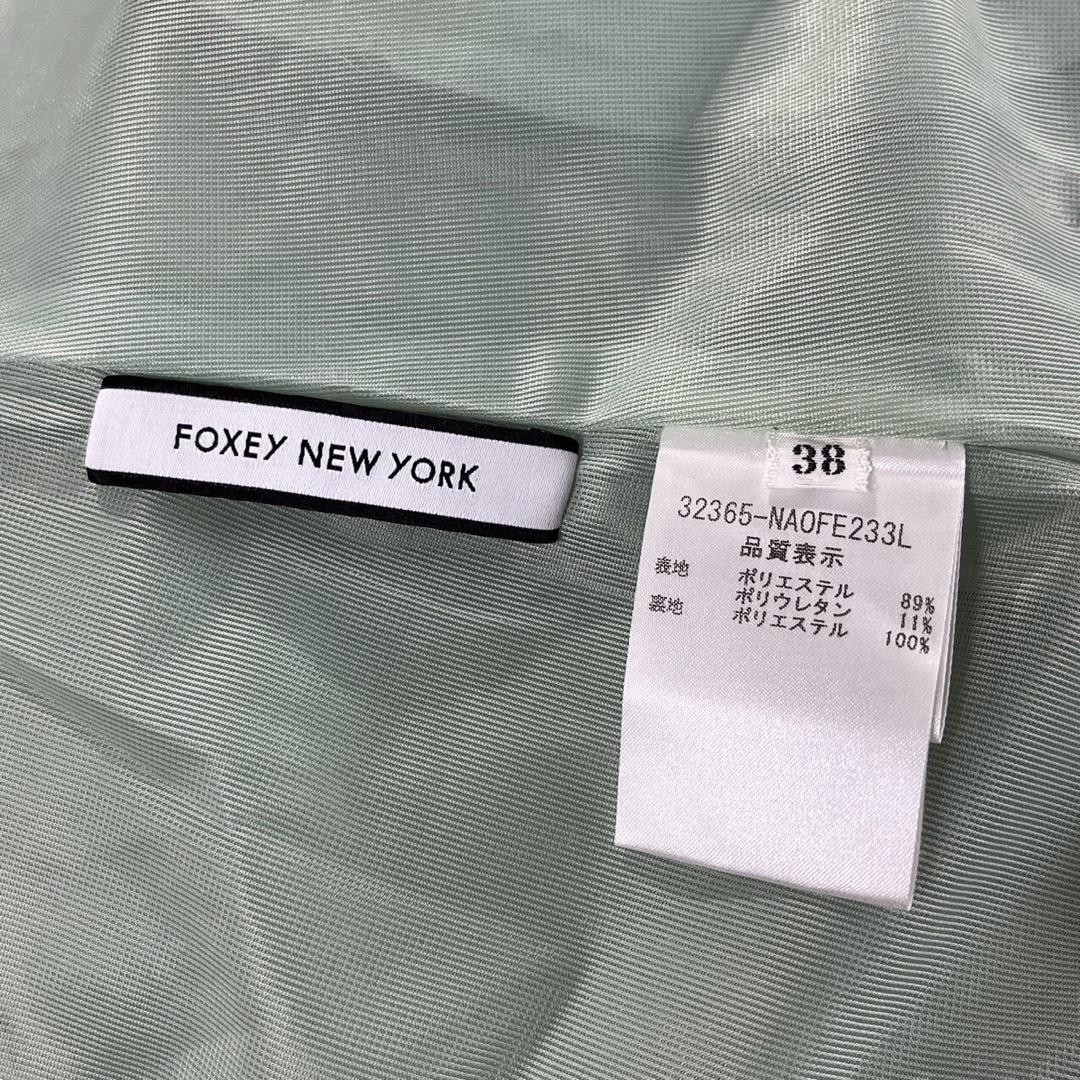 FOXEY NEW YORK
38
32365-NAOFE233L
品質表示
表地 ポリエステル 89%
ポリウレタン 11%
裏地 ポリエステル 100%